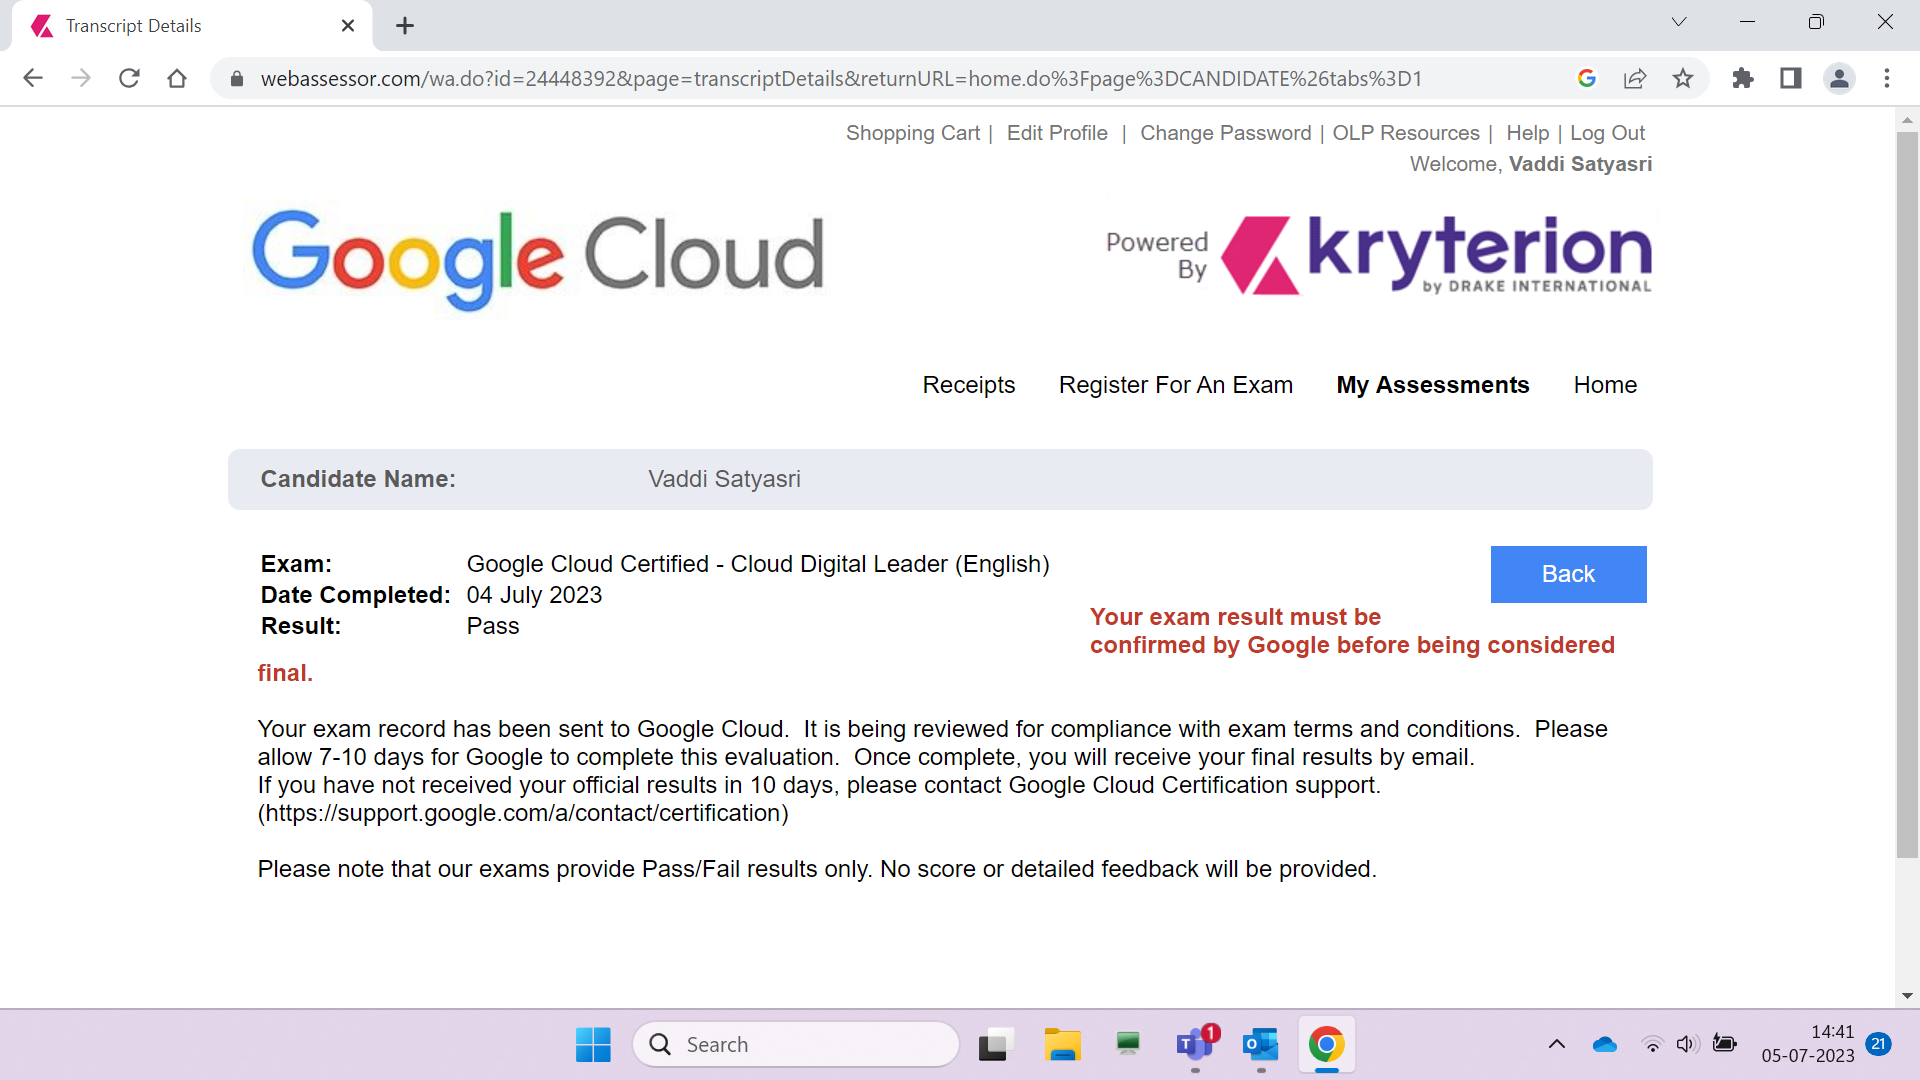 Transcript Details
webassessor.com/wa.do?id=24448392&page=transcriptDetails&returnURL=home.do%3Fpage%3DCANDIDATE%26tabs%3D1
Shopping Cart | Edit Profile | Change Password | OLP Resources | Help | Log Out
Welcome, Vaddi Satyasri
Google Cloud
Powered By kryterion
by DRAKE INTERNATIONAL
Receipts Register For An Exam My Assessments Home
Candidate Name: Vaddi Satyasri
Exam: Google Cloud Certified - Cloud Digital Leader (English)
Back
Date Completed: 04 July 2023
Result: Pass
Your exam result must be
confirmed by Google before being considered
final.
Your exam record has been sent to Google Cloud.  It is being reviewed for compliance with exam terms and conditions.  Please
allow 7-10 days for Google to complete this evaluation.  Once complete, you will receive your final results by email.
If you have not received your official results in 10 days, please contact Google Cloud Certification support.
(https://support.google.com/a/contact/certification)
Please note that our exams provide Pass/Fail results only. No score or detailed feedback will be provided.
Search
1
14:41
05-07-2023
21